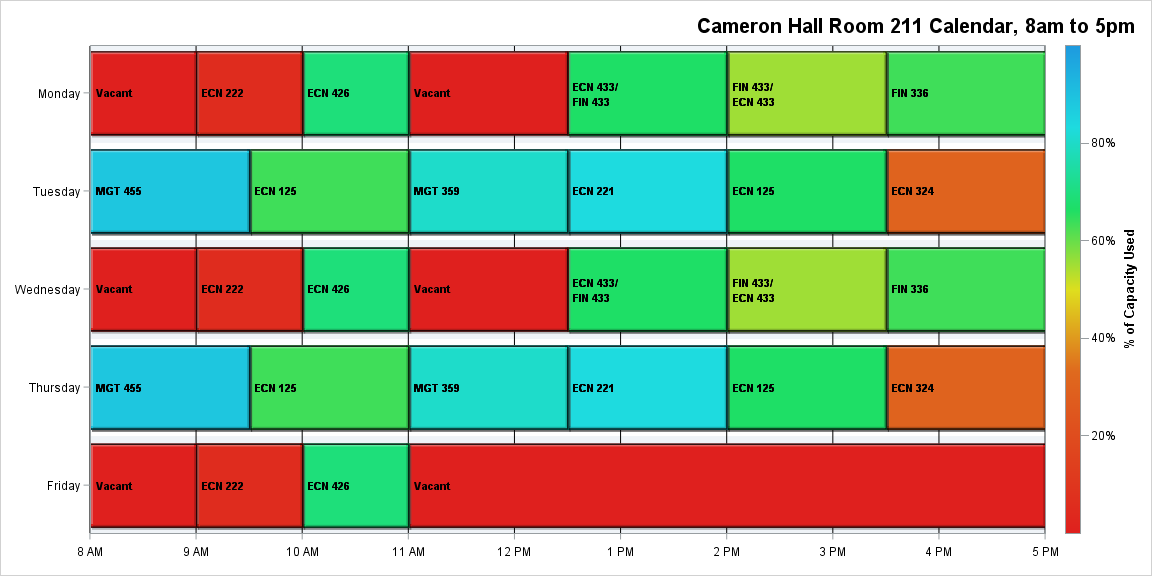 Cameron Hall Room 211 Calendar, 8am to 5pm
Monday
Vacant
ECN 222
ECN 426
Vacant
ECN 433/
FIN 433
FIN 433/
ECN 433
FIN 336
Tuesday
MGT 455
ECN 125
MGT 359
ECN 221
ECN 125
ECN 324
Wednesday
Vacant
ECN 222
ECN 426
Vacant
ECN 433/
FIN 433
FIN 433/
ECN 433
FIN 336
Thursday
MGT 455
ECN 125
MGT 359
ECN 221
ECN 125
ECN 324
Friday
Vacant
ECN 222
ECN 426
Vacant
8 AM
9 AM
10 AM
11 AM
12 PM
1 PM
2 PM
3 PM
4 PM
5 PM
80%
60%
40%
20%
% of Capacity Used